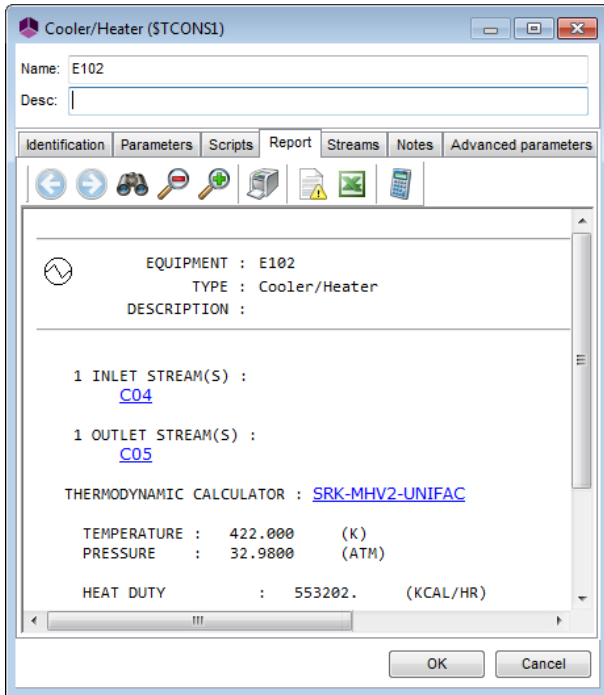 Cooler/Heater ($TCONS1)
Name: E102
Desc:
Identification Parameters Scripts Report Streams Notes Advanced parameters
EQUIPMENT : E102
TYPE : Cooler/Heater
DESCRIPTION :
1 INLET STREAM(S) :
C04
1 OUTLET STREAM(S) :
C05
THERMODYNAMIC CALCULATOR : SRK-MHV2-UNIFAC
TEMPERATURE : 422.000 (K)
PRESSURE : 32.9800 (ATM)
HEAT DUTY : 553202. (KCAL/HR)
OK Cancel